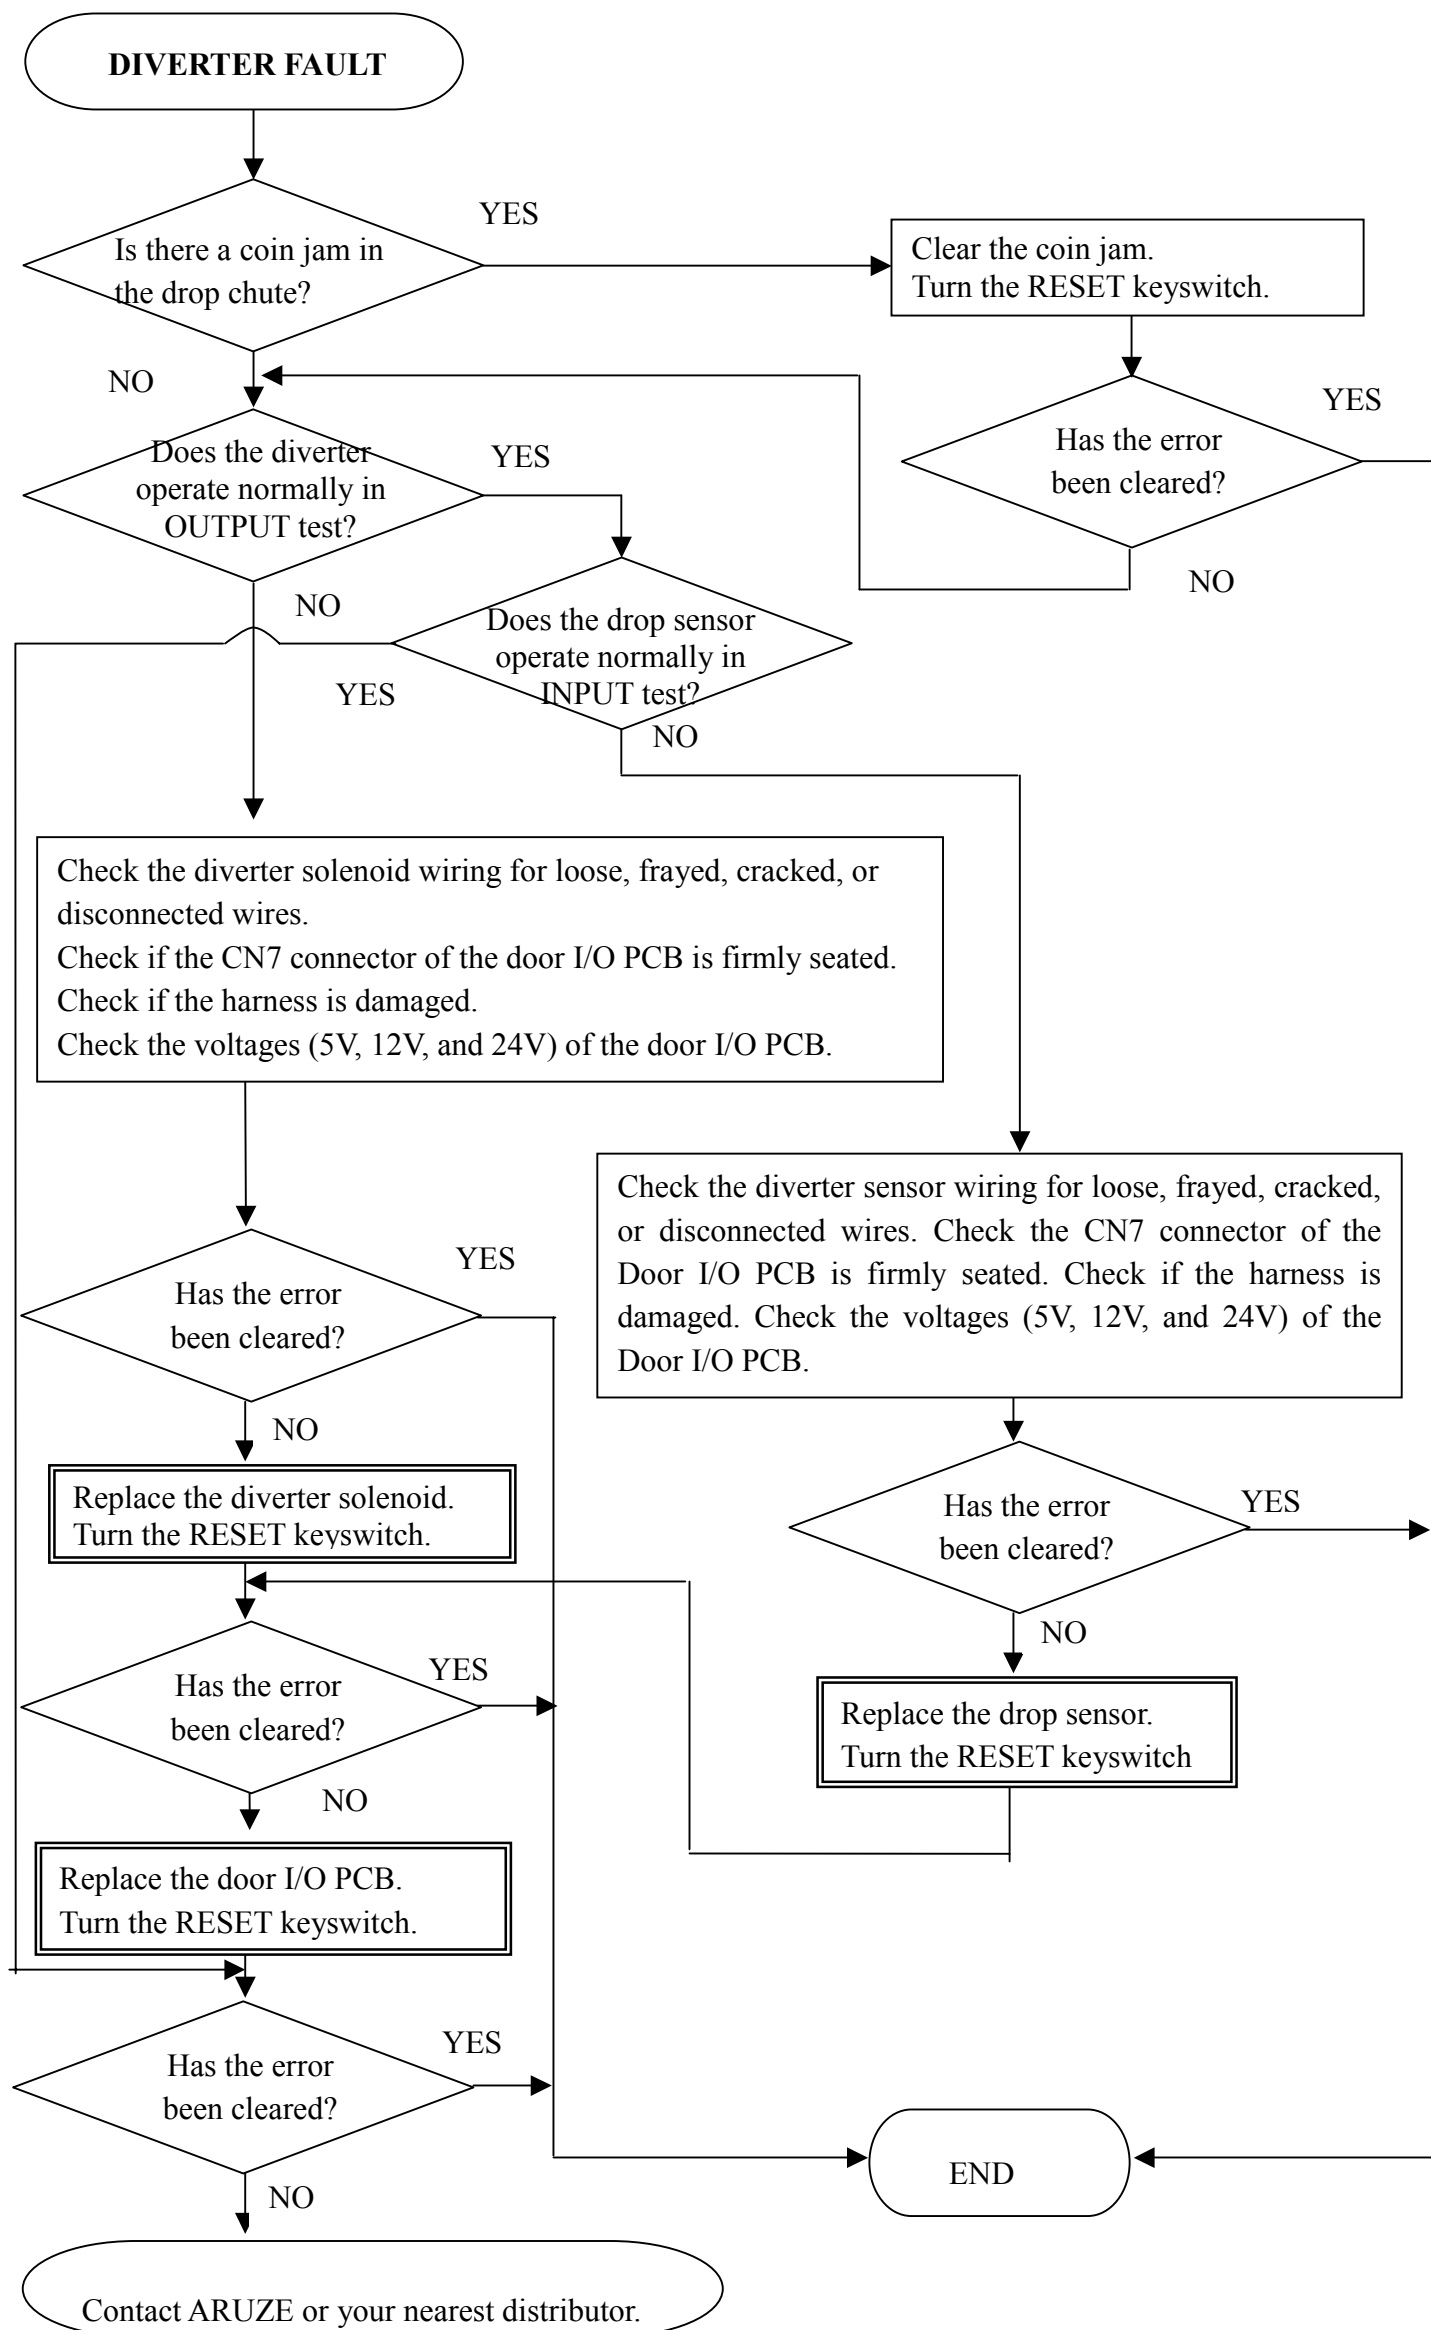 DIVERTER FAULT
YES
Is there a coin jam in
the drop chute?
Clear the coin jam.
Turn the RESET keyswitch.
NO
YES
Has the error
been cleared?
NO
Does the diverter
operate normally in
OUTPUT test?
YES
NO
Does the drop sensor
operate normally in
INPUT test?
YES
NO
Check the diverter solenoid wiring for loose, frayed, cracked, or
disconnected wires.
Check if the CN7 connector of the door I/O PCB is firmly seated.
Check if the harness is damaged.
Check the voltages (5V, 12V, and 24V) of the door I/O PCB.
Check the diverter sensor wiring for loose, frayed, cracked,
or disconnected wires. Check the CN7 connector of the
Door I/O PCB is firmly seated. Check if the harness is
damaged. Check the voltages (5V, 12V, and 24V) of the
Door I/O PCB.
YES
Has the error
been cleared?
NO
Replace the diverter solenoid.
Turn the RESET keyswitch.
Has the error
been cleared?
YES
NO
Replace the drop sensor.
Turn the RESET keyswitch
Has the error
been cleared?
YES
NO
Replace the door I/O PCB.
Turn the RESET keyswitch.
Has the error
been cleared?
YES
NO
END
Contact ARUZE or your nearest distributor.